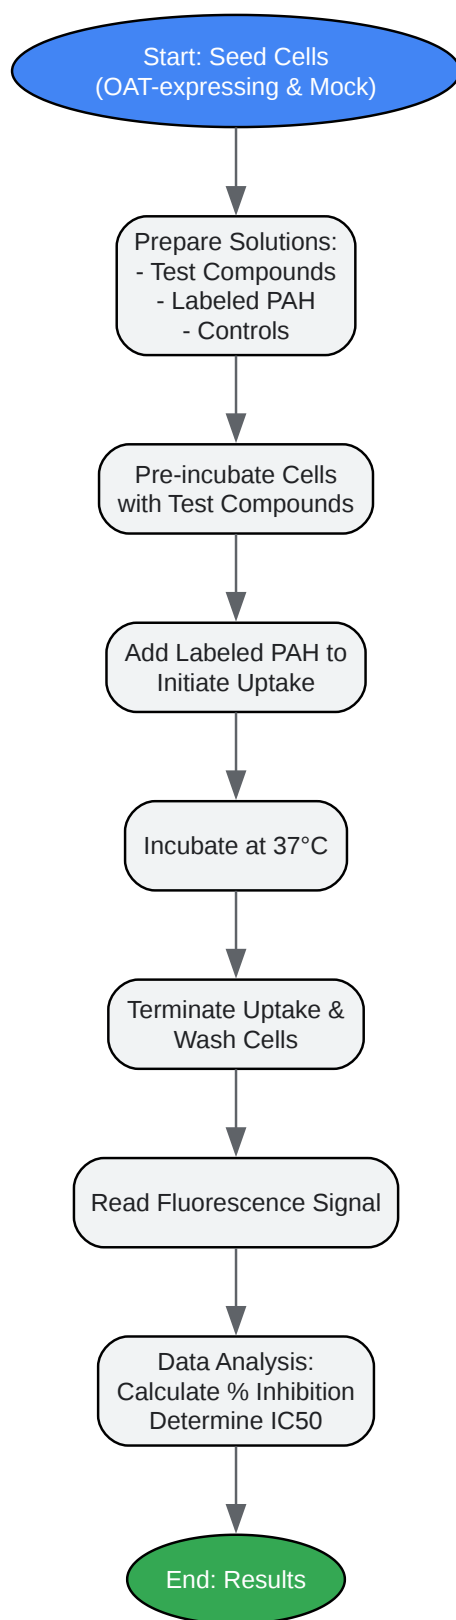 Start: Seed Cells
(OAT-expressing & Mock)
Prepare Solutions:
- Test Compounds
- Labeled PAH
- Controls
Pre-incubate Cells
with Test Compounds
Add Labeled PAH to
Initiate Uptake
Incubate at 37°C
Terminate Uptake &
Wash Cells
Read Fluorescence Signal
Data Analysis:
Calculate % Inhibition
Determine IC50
End: Results